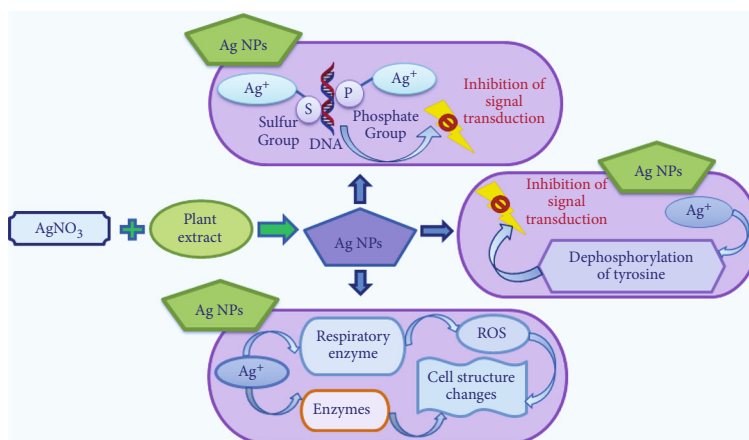 Ag NPs
Ag⁺
Ag⁺
S
P
Sulfur
Group
DNA
Phosphate
Group
Inhibition of
signal
transduction
AgNO₃
Plant
extract
Ag NPs
Ag NPs
Inhibition of
signal
transduction
Ag⁺
Dephosphorylation
of tyrosine
Ag NPs
Ag⁺
Respiratory
enzyme
ROS
Enzymes
Cell structure
changes